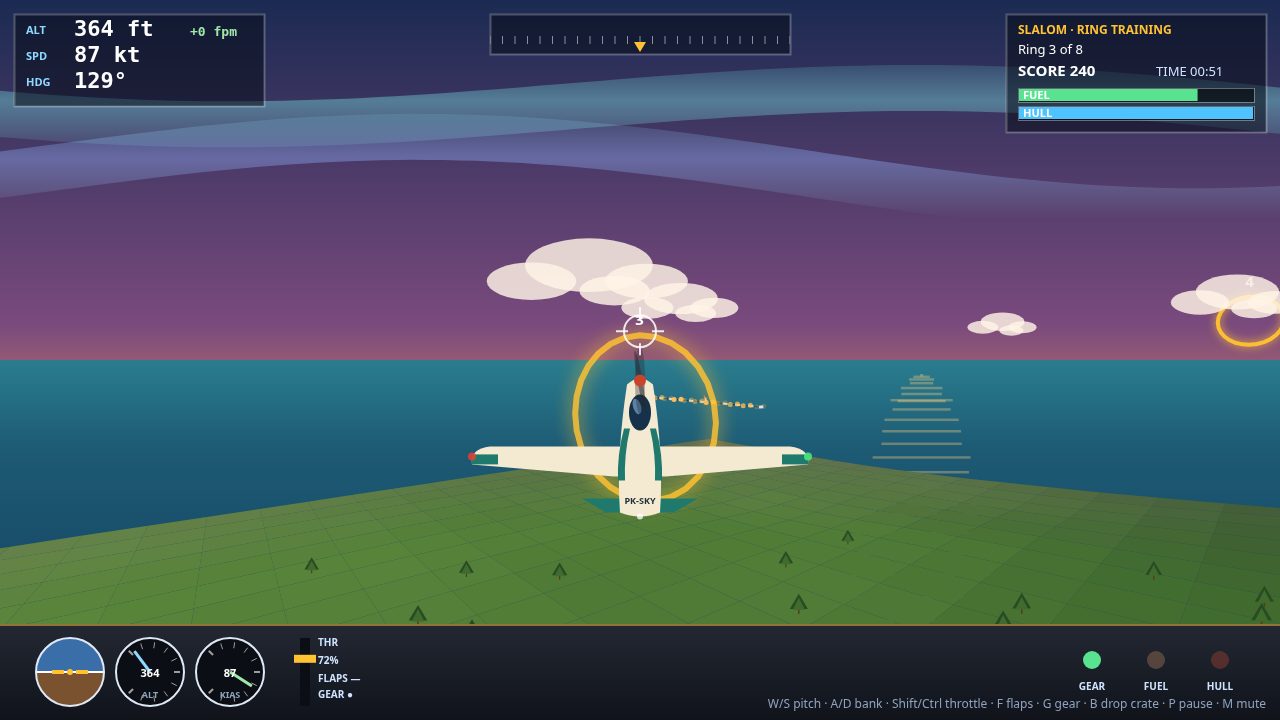 ALT 364 ft +0 fpm
SPD 87 kt
HDG 129°
SLALOM · RING TRAINING
Ring 3 of 8
SCORE 240 TIME 00:51
FUEL
HULL
4
3
PK-SKY
364
ALT
87
KIAS
THR
72%
FLAPS —
GEAR ●
GEAR FUEL HULL
W/S pitch · A/D bank · Shift/Ctrl throttle · F flaps · G gear · B drop crate · P pause · M mute